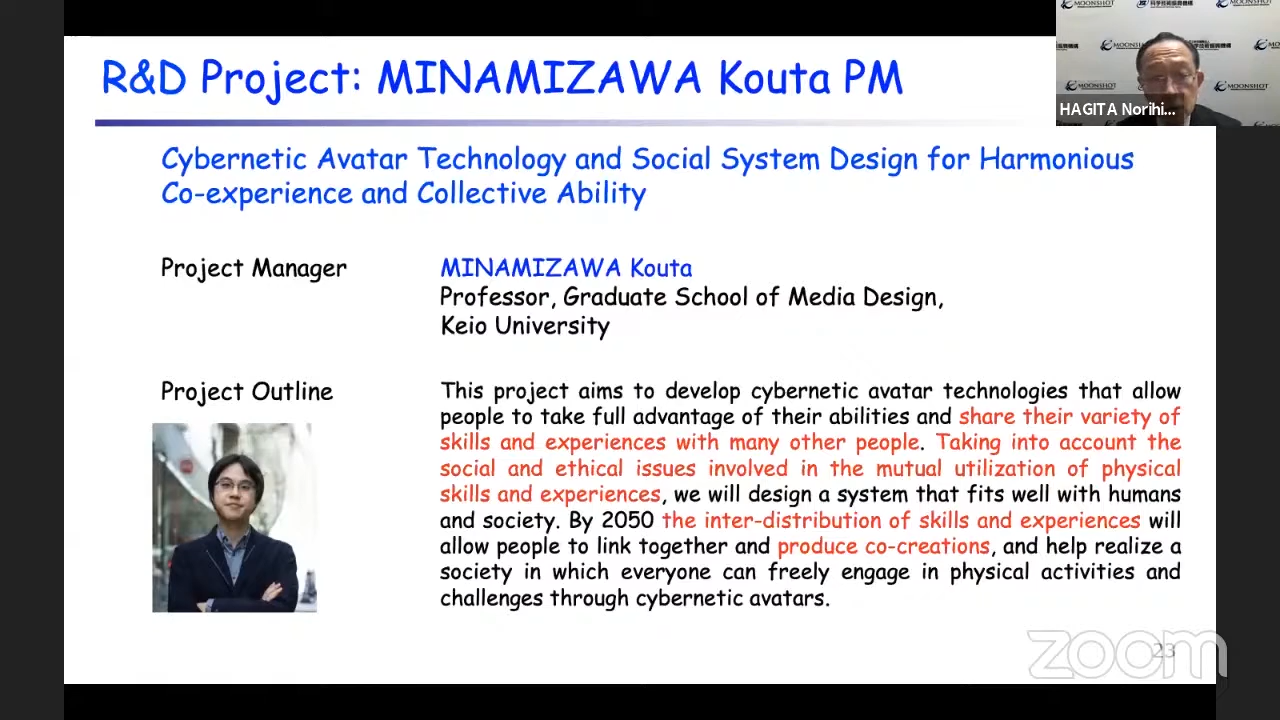 R&D Project: MINAMIZAWA Kouta PM
MOONSHOT
HAGITA Norihi...
Cybernetic Avatar Technology and Social System Design for Harmonious
Co-experience and Collective Ability
Project Manager
MINAMIZAWA Kouta
Professor, Graduate School of Media Design,
Keio University
Project Outline
This project aims to develop cybernetic avatar technologies that allow
people to take full advantage of their abilities and share their variety of
skills and experiences with many other people. Taking into account the
social and ethical issues involved in the mutual utilization of physical
skills and experiences, we will design a system that fits well with humans
and society. By 2050 the inter-distribution of skills and experiences will
allow people to link together and produce co-creations, and help realize a
society in which everyone can freely engage in physical activities and
challenges through cybernetic avatars.
zoom
23